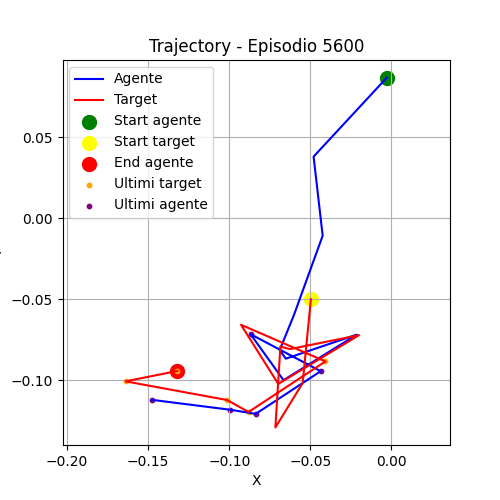 Trajectory - Episodio 5600
Agente
Target
Start agente
Start target
End agente
Ultimi target
Ultimi agente
0.05
0.00
−0.05
−0.10
−0.20
−0.15
−0.10
−0.05
0.00
X